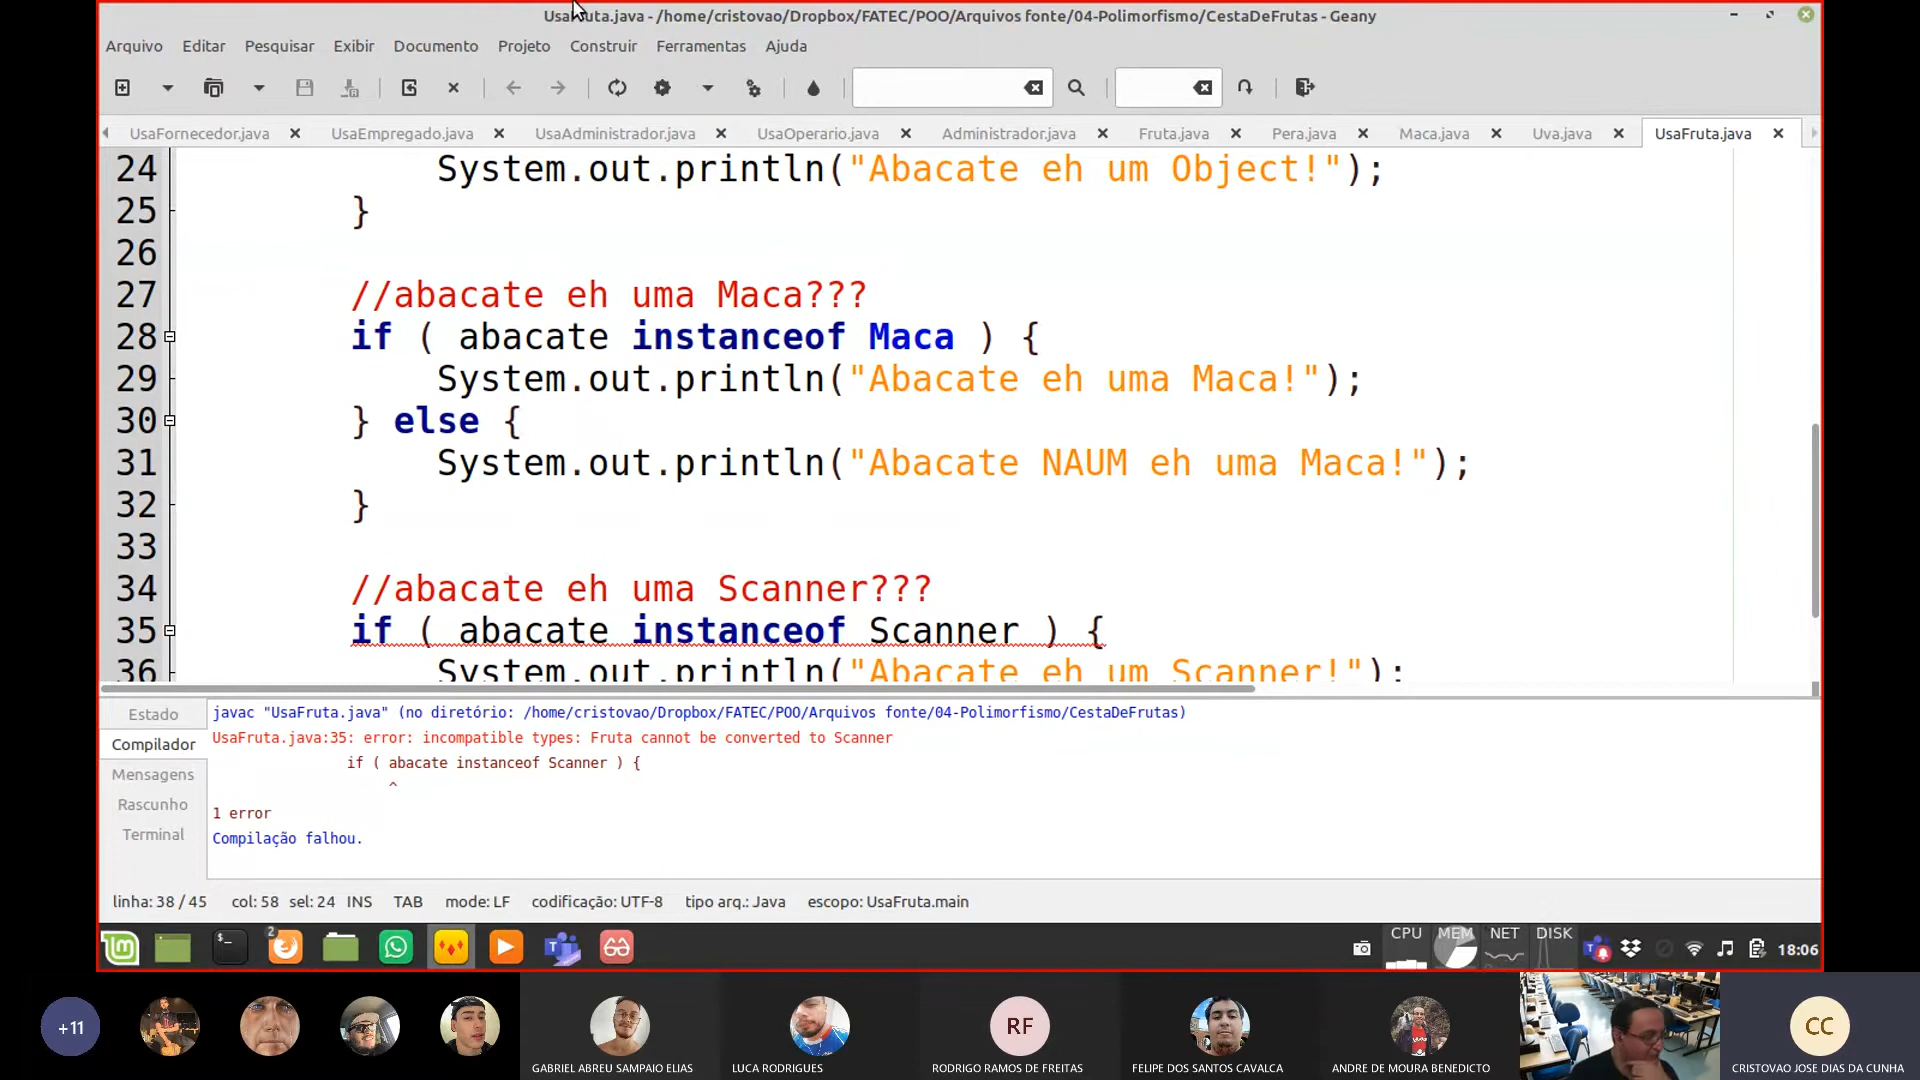 UsaFruta.java - /home/cristovao/Dropbox/FATEC/POO/Arquivos fonte/04-Polimorfismo/CestaDeFrutas - Geany
Arquivo Editar Pesquisar Exibir Documento Projeto Construir Ferramentas Ajuda
UsaFornecedor.java UsaEmpregado.java UsaAdministrador.java UsaOperario.java Administrador.java Fruta.java Pera.java Maca.java Uva.java UsaFruta.java
24 System.out.println("Abacate eh um Object!");
25 }
26
27 //abacate eh uma Maca???
28 if ( abacate instanceof Maca ) {
29 System.out.println("Abacate eh uma Maca!");
30 } else {
31 System.out.println("Abacate NAUM eh uma Maca!");
32 }
33
34 //abacate eh uma Scanner???
35 if ( abacate instanceof Scanner ) {
36 System.out.println("Abacate eh um Scanner!");
Estado
Compilador
Mensagens
Rascunho
Terminal
javac "UsaFruta.java" (no diretório: /home/cristovao/Dropbox/FATEC/POO/Arquivos fonte/04-Polimorfismo/CestaDeFrutas)
UsaFruta.java:35: error: incompatible types: Fruta cannot be converted to Scanner
if ( abacate instanceof Scanner ) {
^
1 error
Compilação falhou.
linha: 38 / 45 col: 58 sel: 24 INS TAB mode: LF codificação: UTF-8 tipo arq.: Java escopo: UsaFruta.main
2
CPU MEM NET DISK
18:06
+11
RF
CC
GABRIEL ABREU SAMPAIO ELIAS
LUCA RODRIGUES
RODRIGO RAMOS DE FREITAS
FELIPE DOS SANTOS CAVALCA
ANDRE DE MOURA BENEDICTO
CRISTOVAO JOSE DIAS DA CUNHA